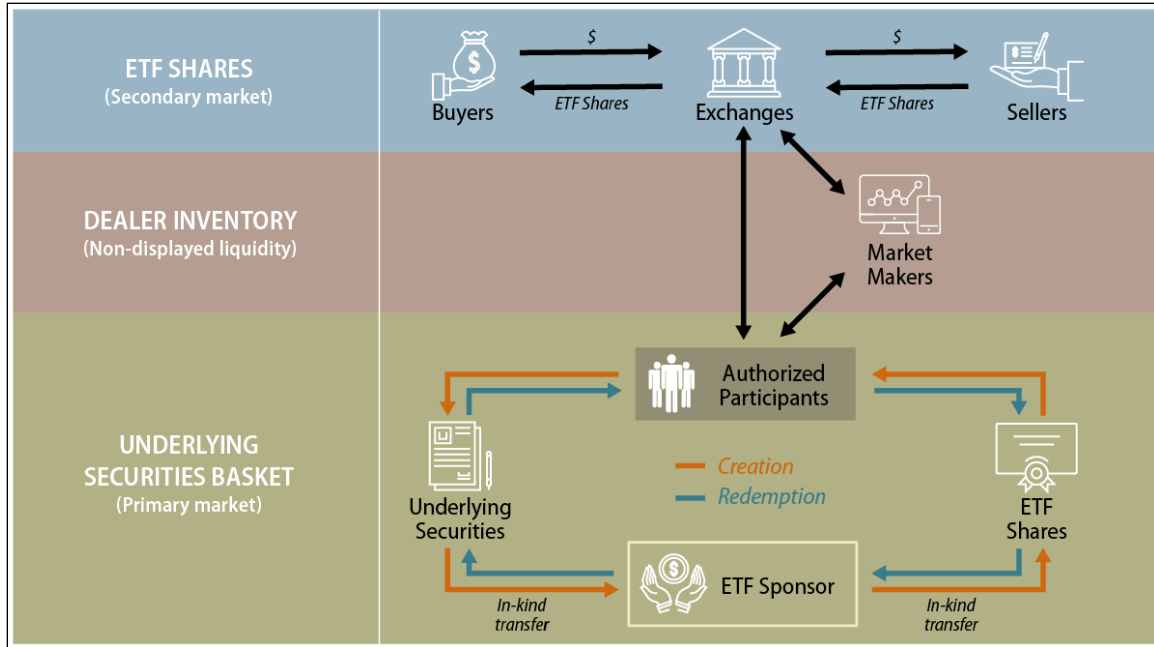 ETF SHARES
(Secondary market)
$
$
ETF Shares
ETF Shares
$
Buyers
Exchanges
$
Sellers
DEALER INVENTORY
(Non-displayed liquidity)
Market
Makers
UNDERLYING
SECURITIES BASKET
(Primary market)
Authorized
Participants
Creation
Redemption
U
Underlying
Securities
ETF
Shares
$
ETF Sponsor
In-kind
transfer
In-kind
transfer